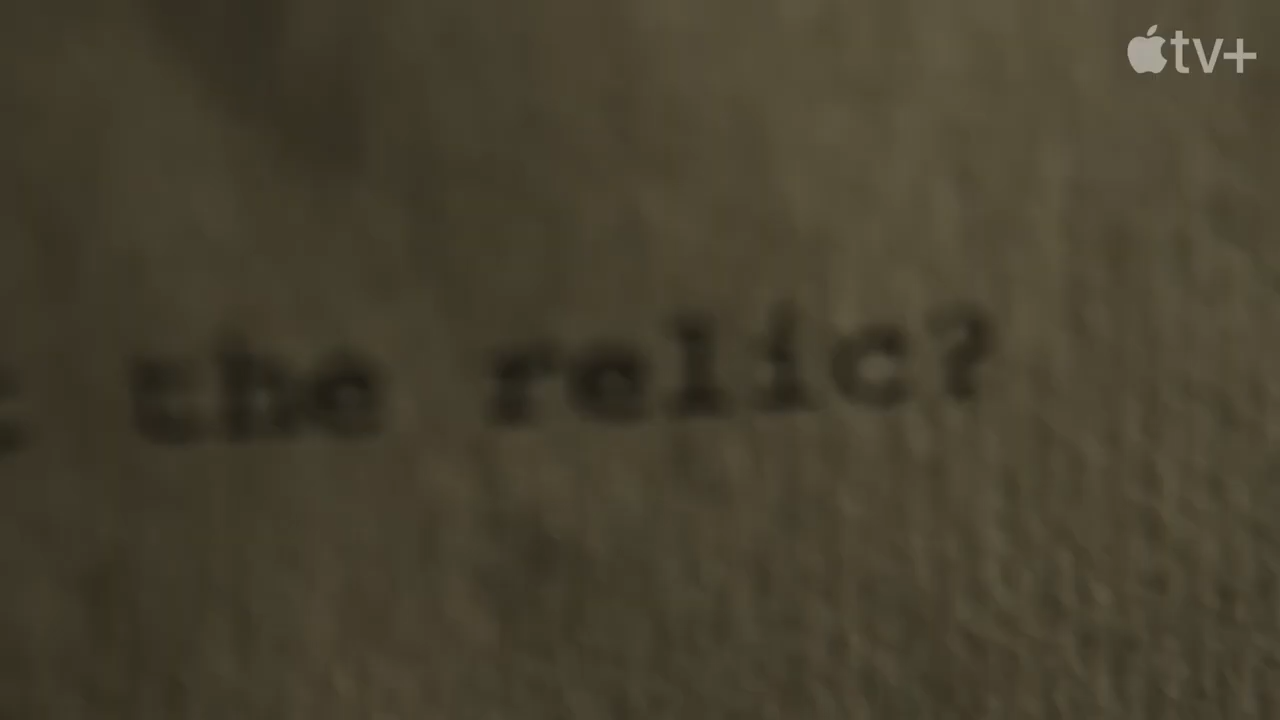 tv+
the relic?